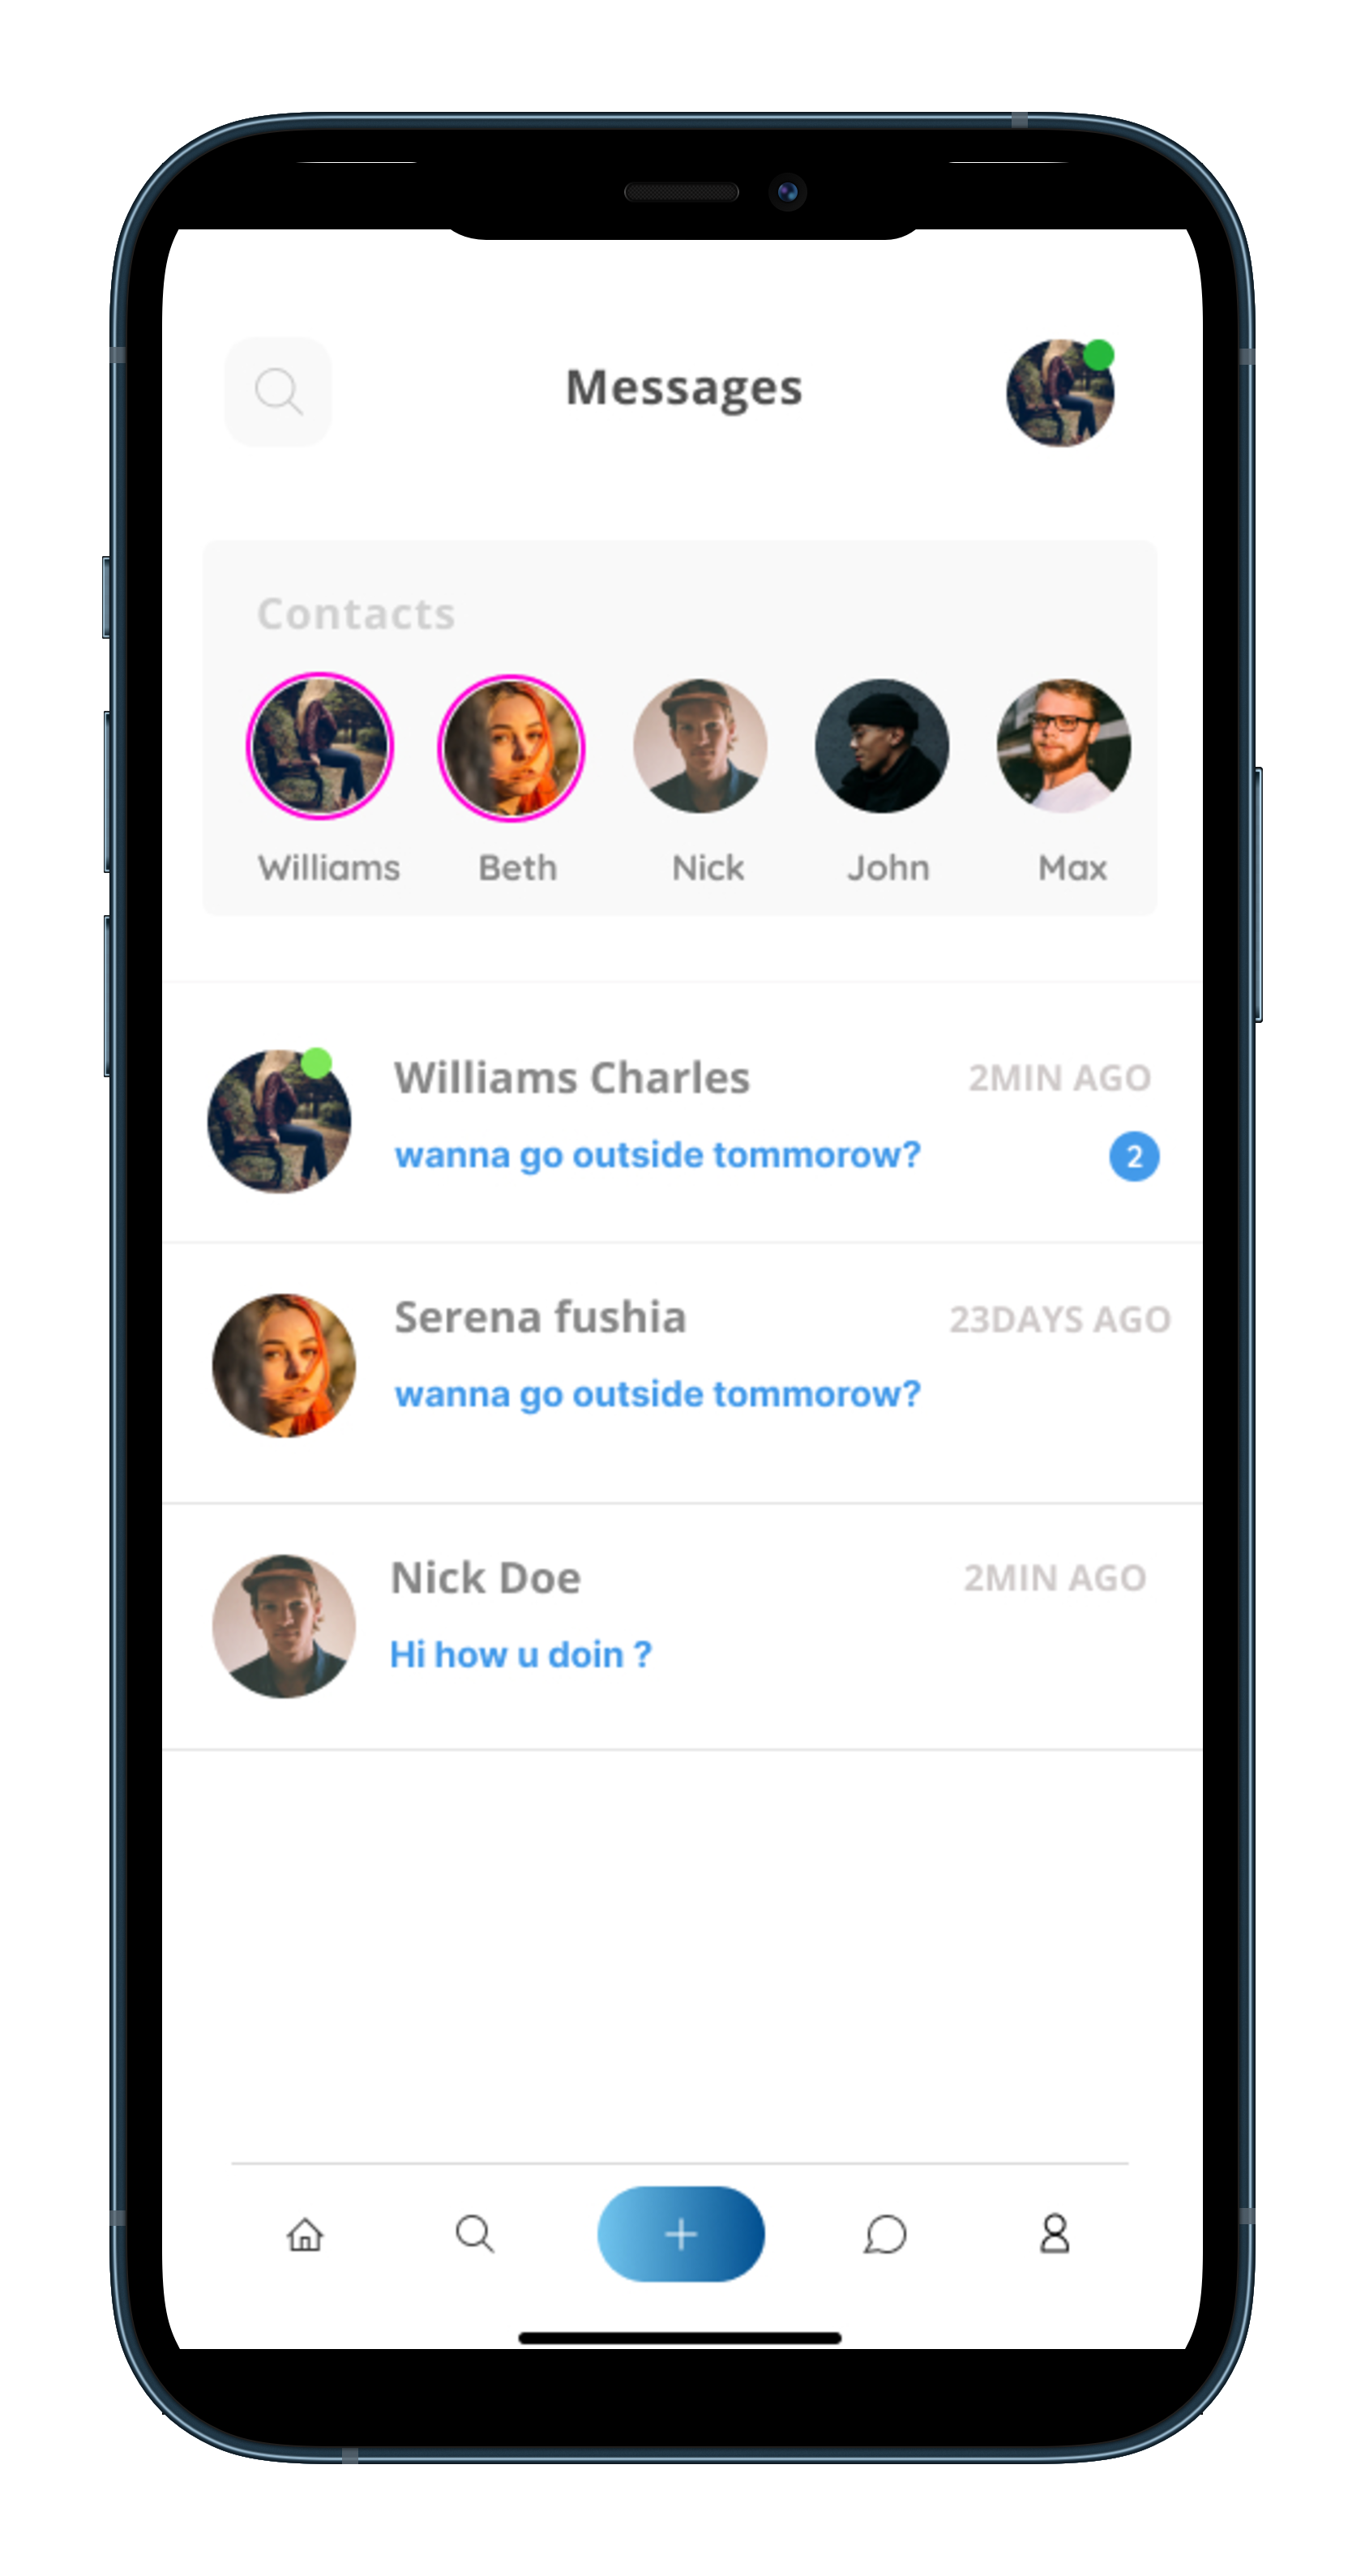 Messages
Contacts
Williams Beth Nick John Max
Williams Charles 2MIN AGO
wanna go outside tommorow? 2
Serena fushia 23DAYS AGO
wanna go outside tommorow?
Nick Doe 2MIN AGO
Hi how u doin ?